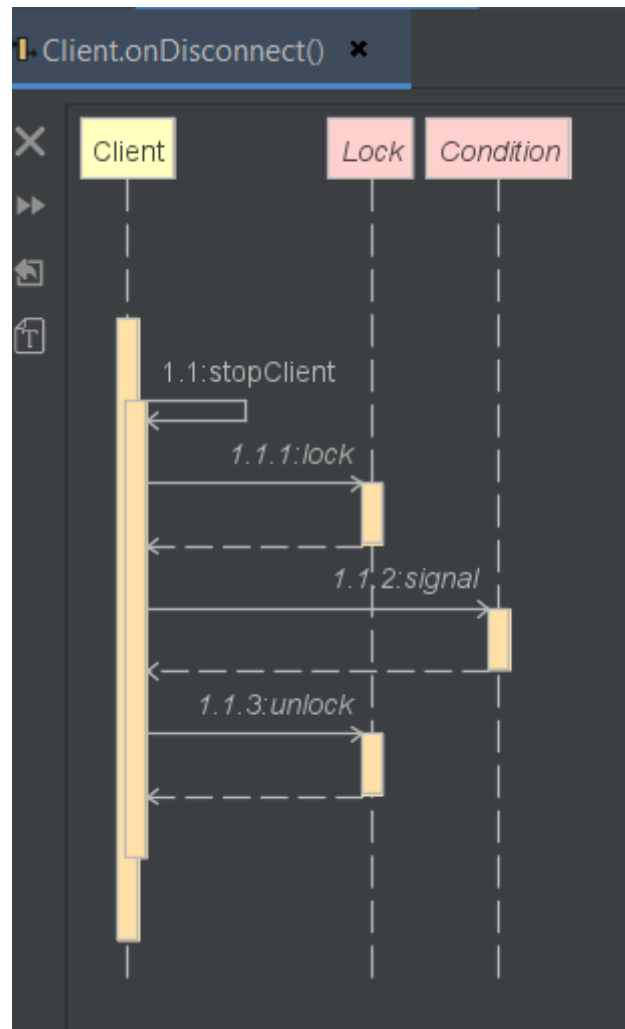 Client.onDisconnect()
Client
Lock
Condition
1.1:stopClient
1.1.1:lock
1.1.2:signal
1.1.3:unlock